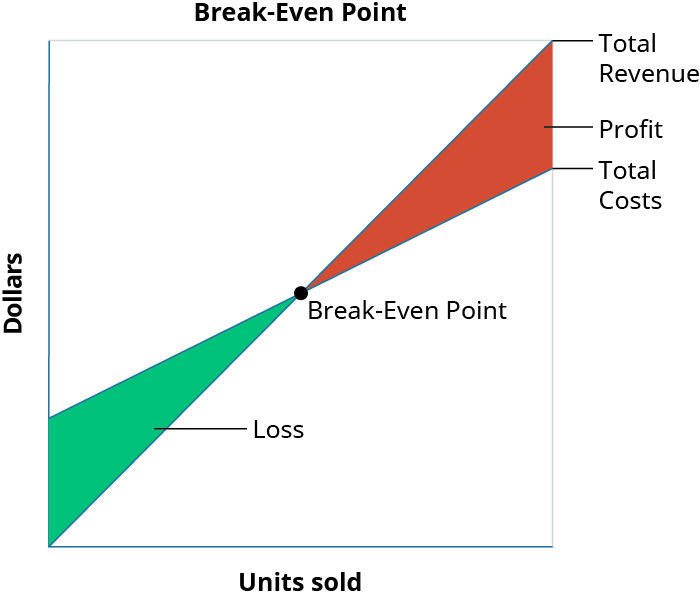 Break-Even Point
Total
Revenue
Profit
Total
Costs
Dollars
Break-Even Point
Loss
Units sold